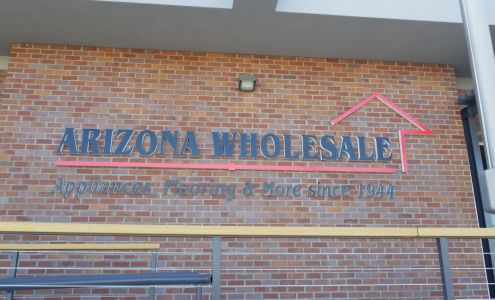 ARIZONA WHOLESALE
Appliances, Flooring & More since 1944